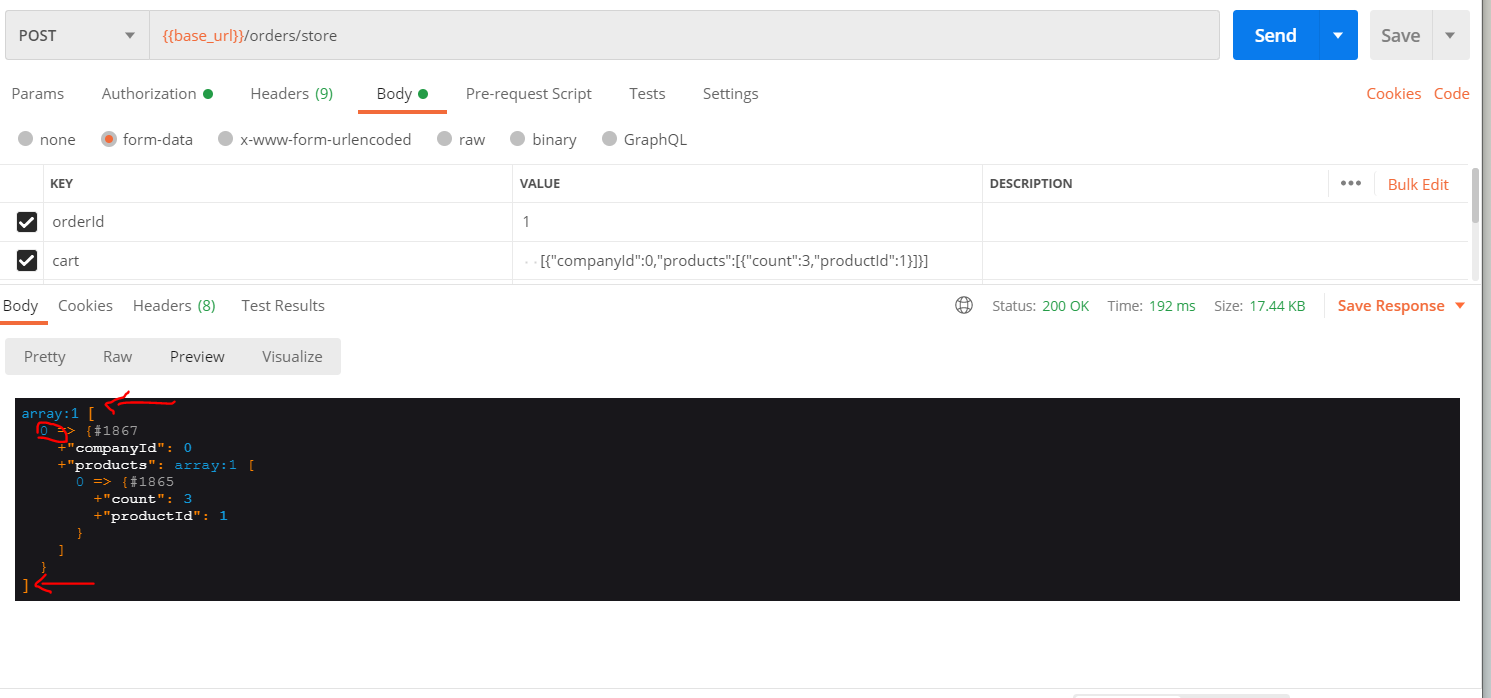 POST {{base_url}}/orders/store Send Save
Params Authorization Headers (9) Body Pre-request Script Tests Settings Cookies Code
none form-data x-www-form-urlencoded raw binary GraphQL
KEY VALUE DESCRIPTION ••• Bulk Edit
orderId 1
cart [{"companyId":0,"products":[{"count":3,"productId":1}]}]
Body Cookies Headers (8) Test Results Status: 200 OK Time: 192 ms Size: 17.44 KB Save Response
Pretty Raw Preview Visualize
array:1 [
0 => {#1867
+"companyId": 0
+"products": array:1 [
0 => {#1865
+"count": 3
+"productId": 1
}
]
}
]